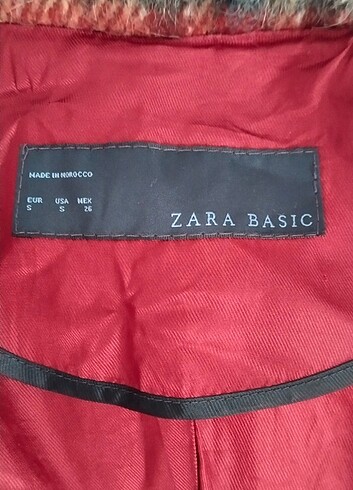 MADE IN MOROCCO
EUR USA MEX
S S 26
ZARA BASIC